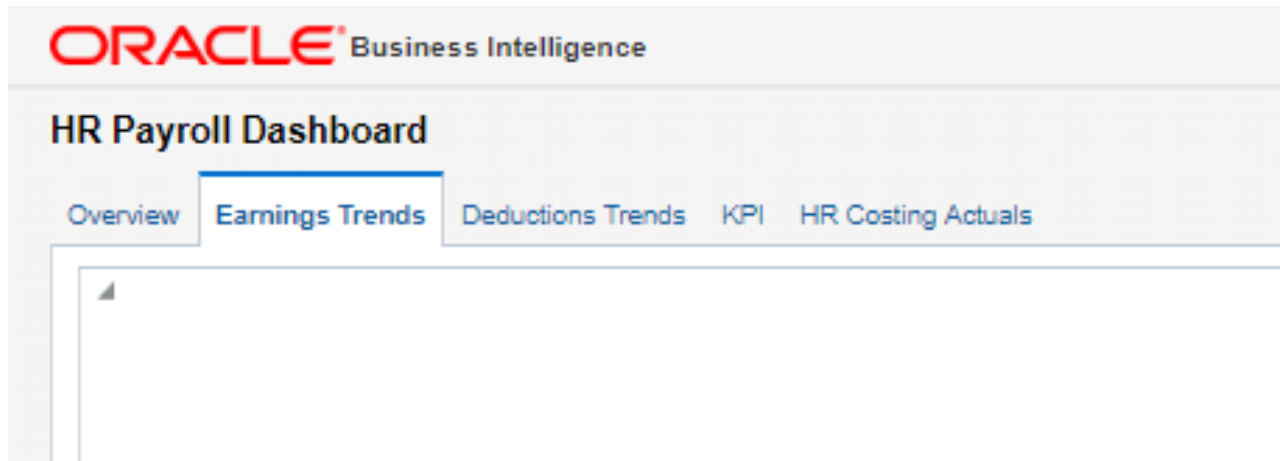 ORACLE Business Intelligence
HR Payroll Dashboard
Overview Earnings Trends Deductions Trends KPI HR Costing Actuals